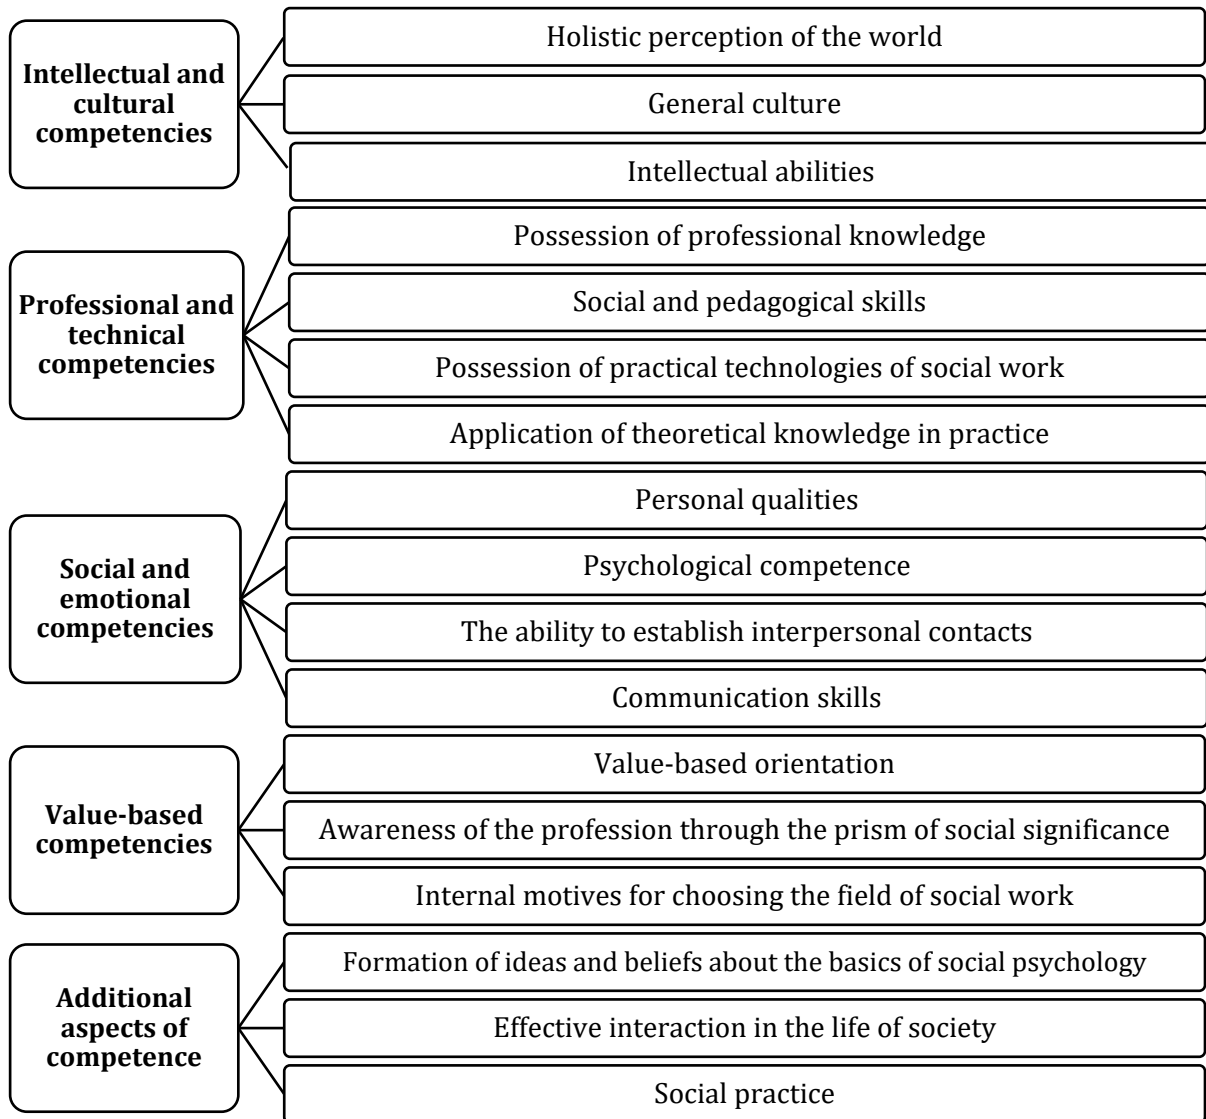 Intellectual and
cultural
competencies
Holistic perception of the world
General culture
Intellectual abilities
Professional and
technical
competencies
Possession of professional knowledge
Social and pedagogical skills
Possession of practical technologies of social work
Application of theoretical knowledge in practice
Social and
emotional
competencies
Personal qualities
Psychological competence
The ability to establish interpersonal contacts
Communication skills
Value-based
competencies
Value-based orientation
Awareness of the profession through the prism of social significance
Internal motives for choosing the field of social work
Additional
aspects of
competence
Formation of ideas and beliefs about the basics of social psychology
Effective interaction in the life of society
Social practice